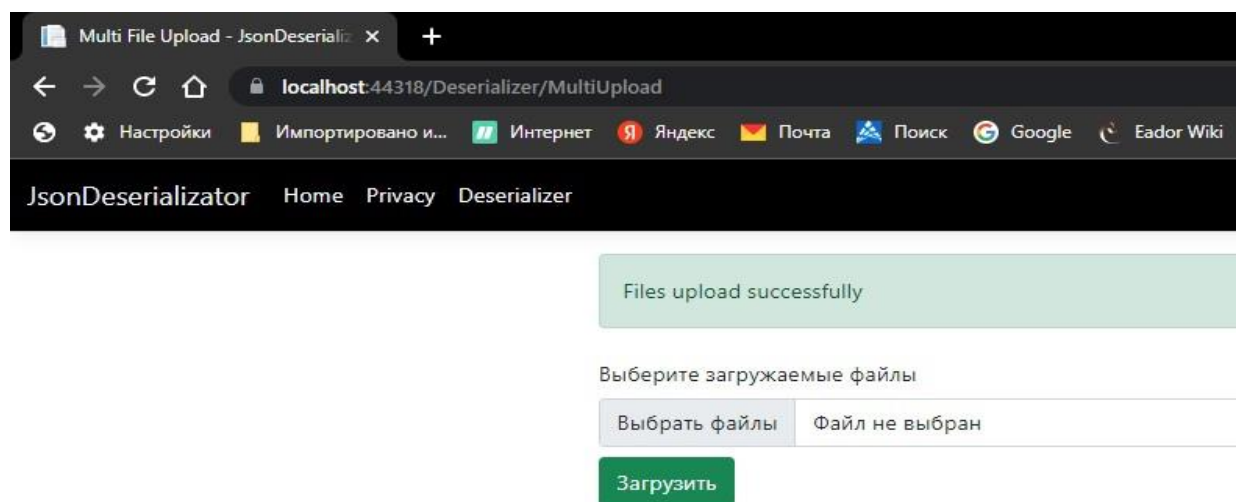 Multi File Upload - JsonDeserializ
localhost:44318/Deserializer/MultiUpload
Настройки Импортировано и... Интернет Яндекс Почта Поиск Google Eador Wiki
JsonDeserializator Home Privacy Deserializer
Files upload successfully
Выберите загружаемые файлы
Выбрать файлы Файл не выбран
Загрузить